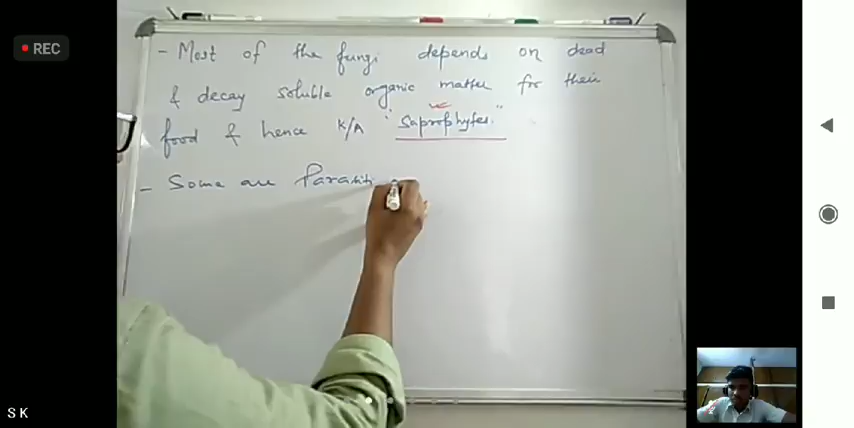 REC
- Most of the fungi depends on dead
& decay soluble organic matter for their
food & hence K/A "Saprophytes."
- Some are Parasiti
S K